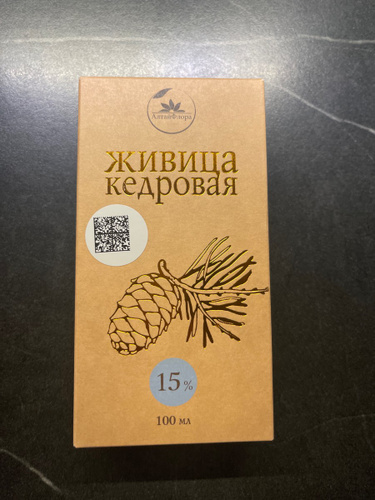 АлтайФлора
ЖИВИЦА
КЕДРОВАЯ
15%
100 мл